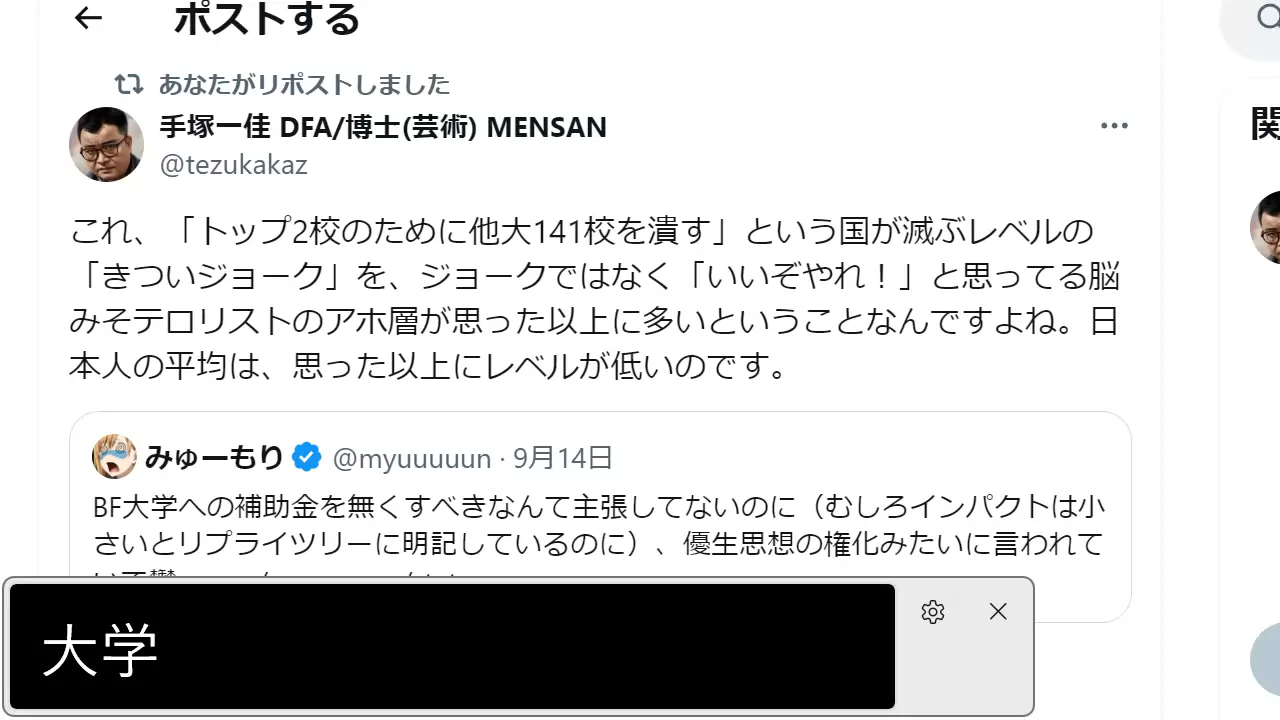 ポストする
あなたがリポストしました
手塚一佳 DFA/博士(芸術) MENSAN
@tezukakaz
これ、「トップ2校のために他大141校を潰す」という国が滅ぶレベルの
「きついジョーク」を、ジョークではなく「いいぞやれ！」と思ってる脳
みそテロリストのアホ層が思った以上に多いということなんですよね。日
本人の平均は、思った以上にレベルが低いのです。
みゅーもり @myuuuuun · 9月14日
BF大学への補助金を無くすべきなんて主張してないのに（むしろインパクトは小
さいとリプライツリーに明記しているのに）、優生思想の権化みたいに言われて
大学
関